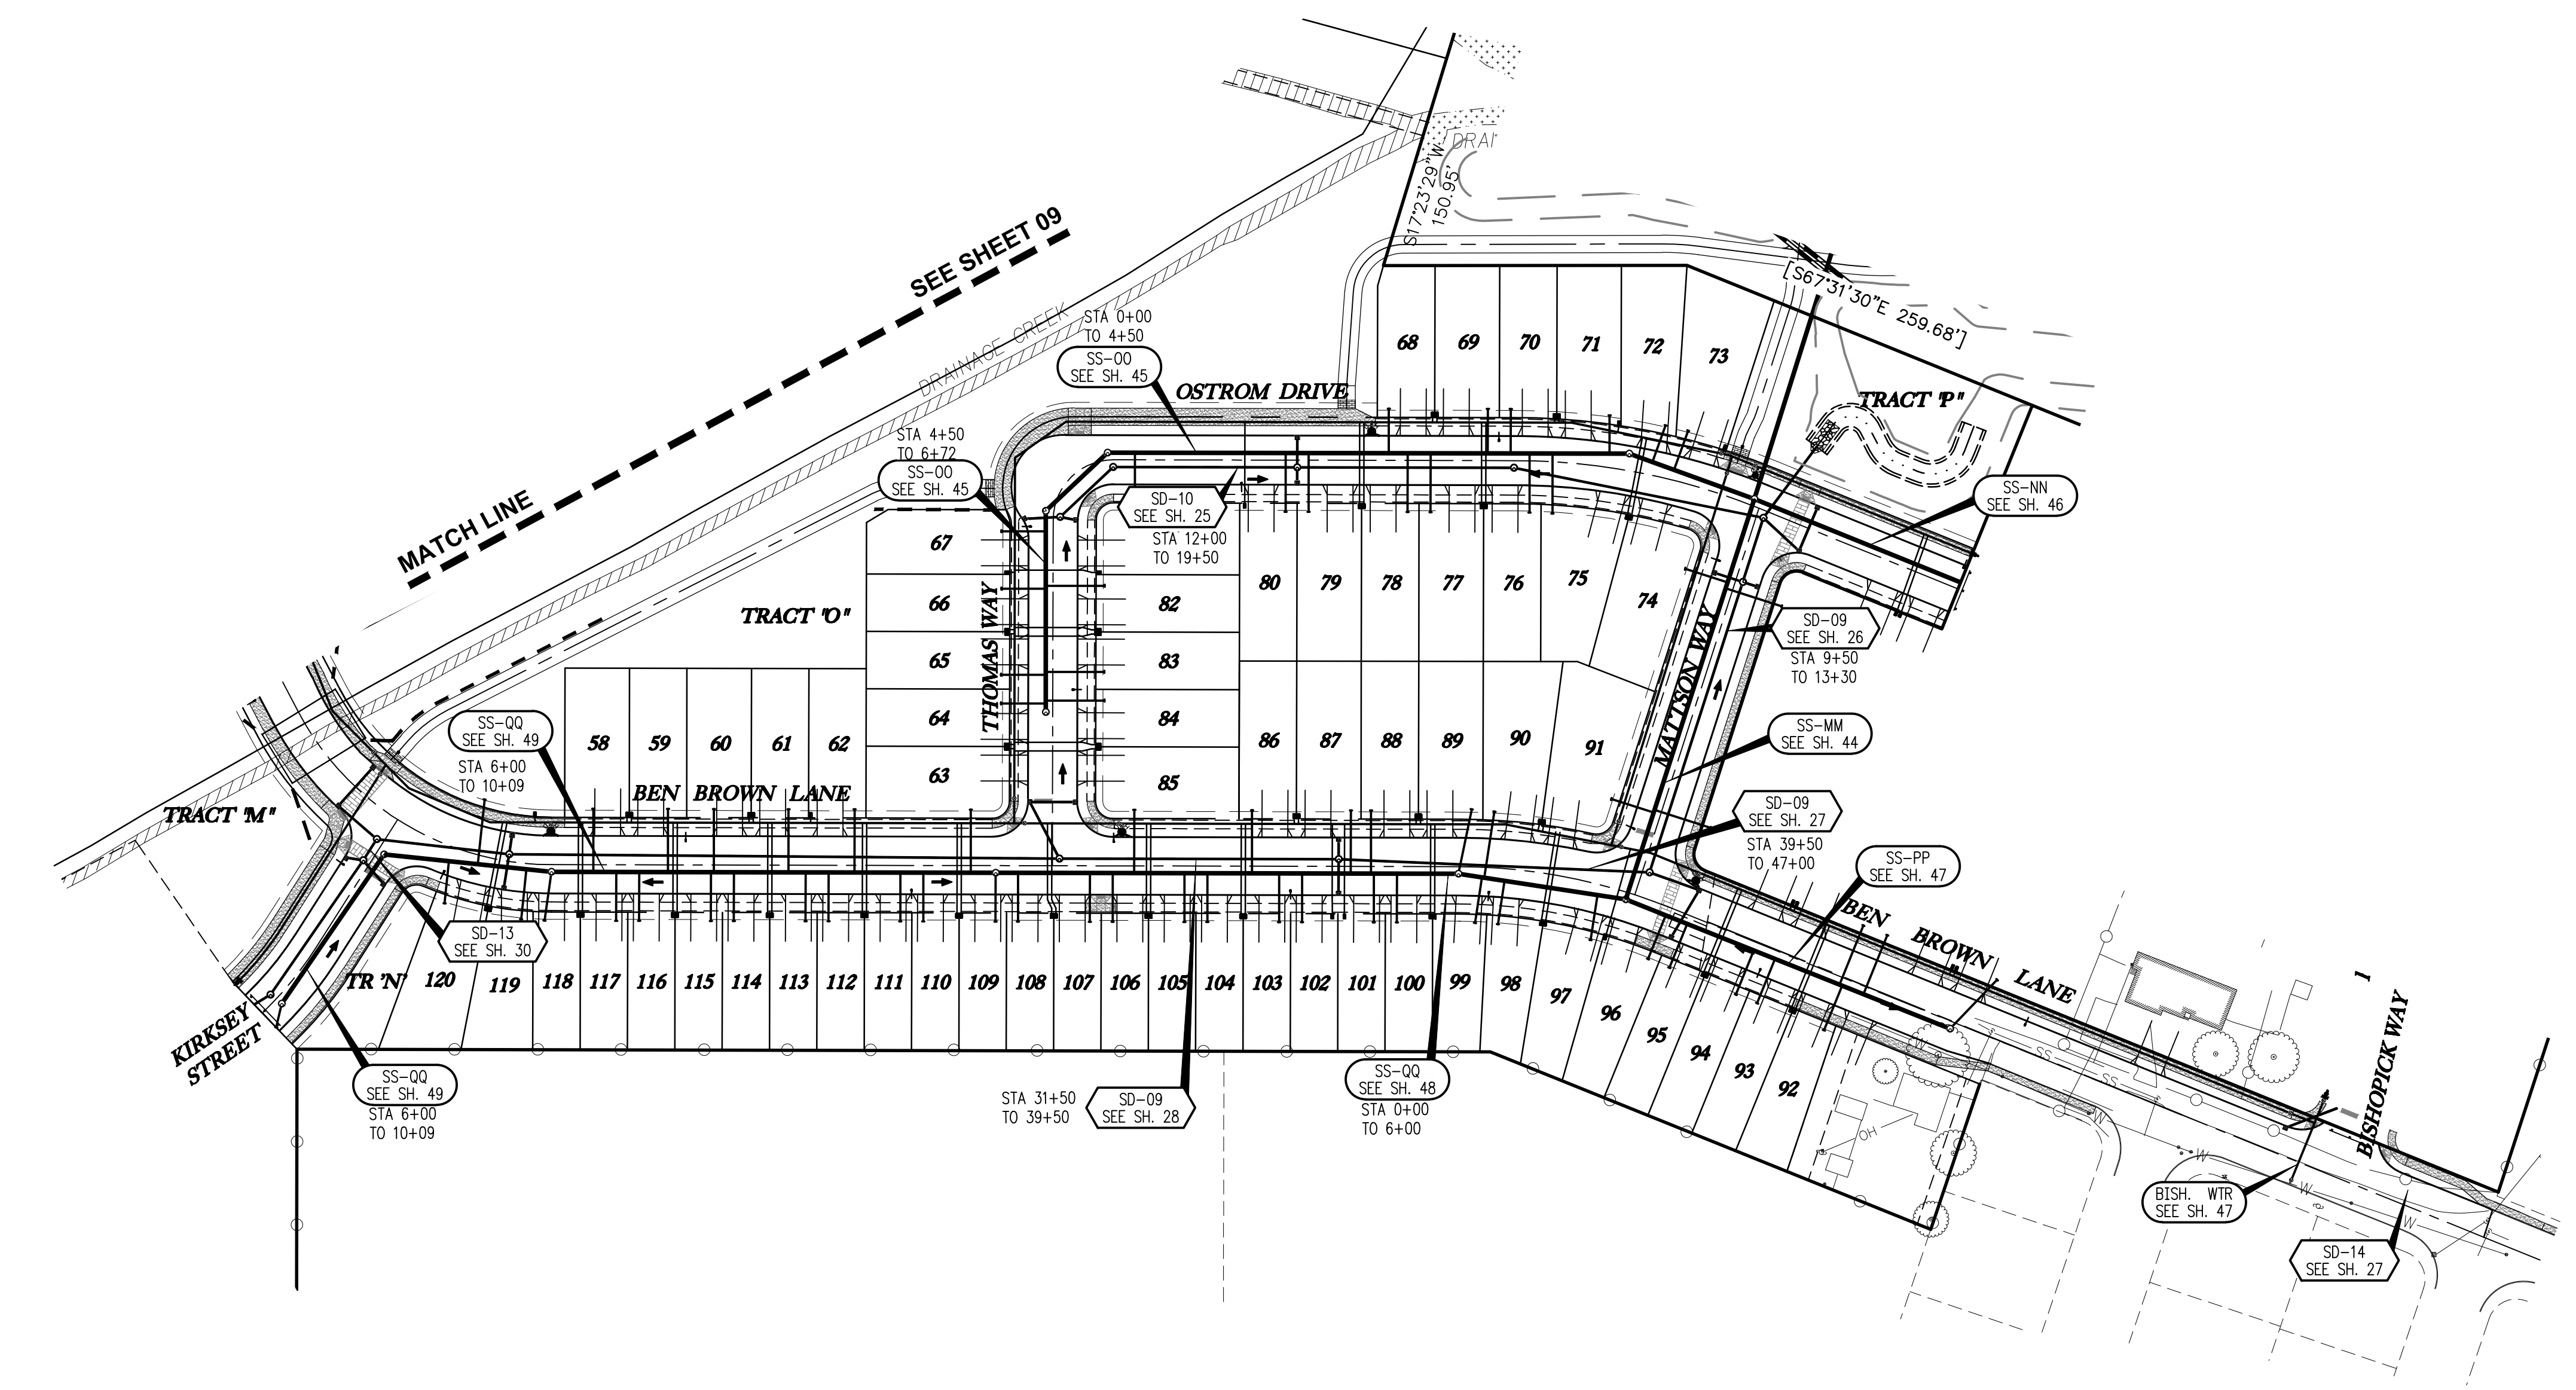 DRAI
S17°23'29"W
150.95'
SEE SHEET 09
MATCH LINE
DRAINAGE CREEK
[S67°31'30"E 259.68']
STA 0+00
TO 4+50
SS-OO
SEE SH. 45
OSTROM DRIVE
68
69
70
71
72
73
TRACT "P"
STA 4+50
TO 6+72
SS-OO
SEE SH. 45
SD-10
SEE SH. 25
STA 12+00
TO 19+50
SS-NN
SEE SH. 46
67
66
65
64
63
THOMAS WAY
82
83
84
85
80
79
78
77
76
75
74
TRACT "O"
MATTSON WAY
SD-09
SEE SH. 26
STA 9+50
TO 13+30
SS-QQ
SEE SH. 49
STA 6+00
TO 10+09
58
59
60
61
62
86
87
88
89
90
91
SS-MM
SEE SH. 44
BEN BROWN LANE
TRACT "M"
SD-09
SEE SH. 27
STA 39+50
TO 47+00
SS-PP
SEE SH. 47
SD-13
SEE SH. 30
BEN BROWN LANE
TR 'N'
120
119
118
117
116
115
114
113
112
111
110
109
108
107
106
105
104
103
102
101
100
99
98
97
96
95
94
93
92
1
BISHOPICK WAY
KIRKSEY
STREET
SS-QQ
SEE SH. 49
STA 6+00
TO 10+09
STA 31+50
TO 39+50
SD-09
SEE SH. 28
SS-QQ
SEE SH. 48
STA 0+00
TO 6+00
OH
SS
SS
W
W
W
W
W
BISH. WTR
SEE SH. 47
SD-14
SEE SH. 27